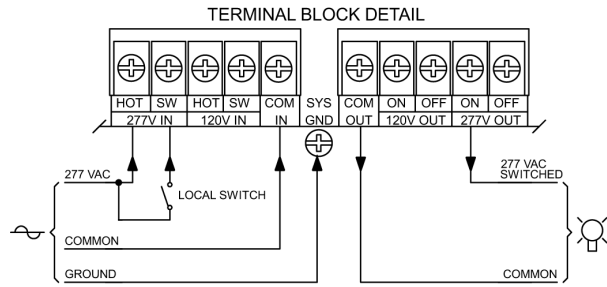 TERMINAL BLOCK DETAIL
HOT SW HOT SW COM SYS COM ON OFF ON OFF
277V IN 120V IN IN GND OUT 120V OUT 277V OUT
277 VAC
LOCAL SWITCH
COMMON
GROUND
277 VAC
SWITCHED
COMMON